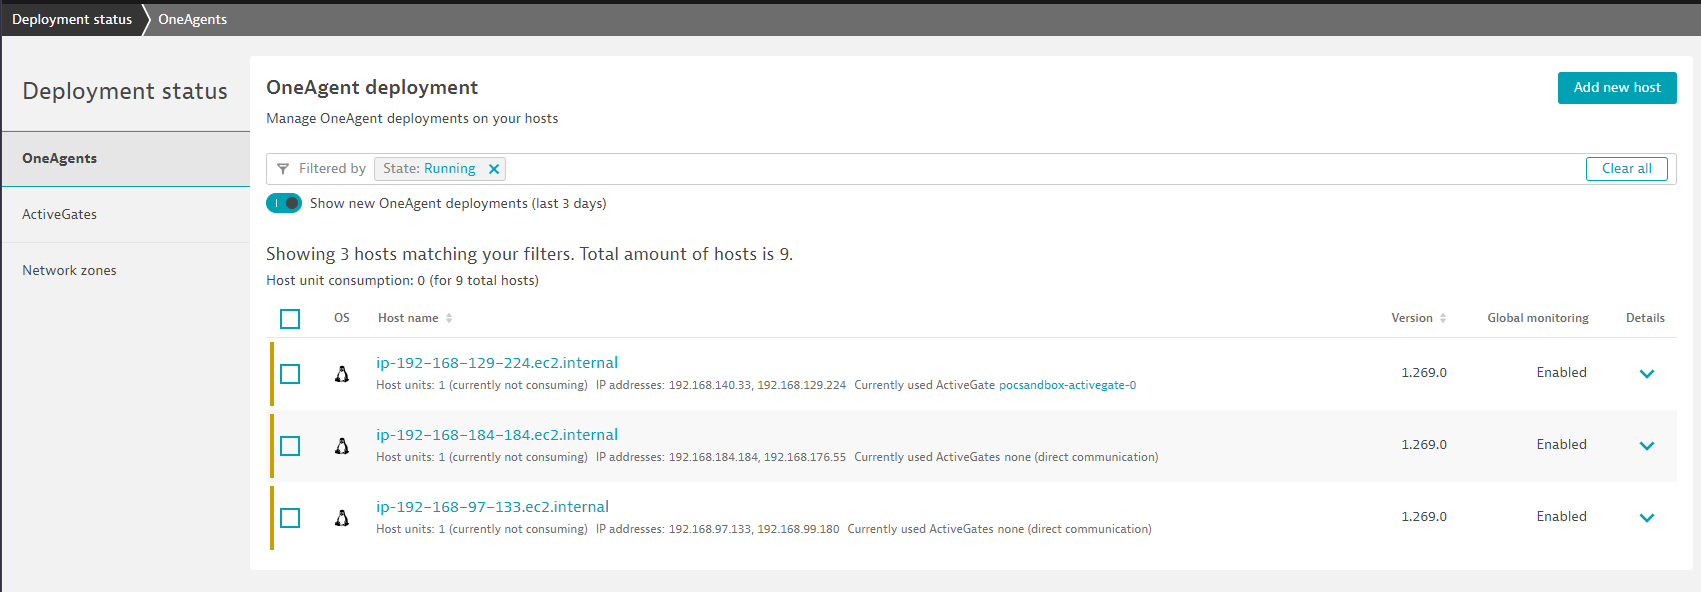 Deployment status OneAgents
Deployment status
OneAgents
ActiveGates
Network zones
OneAgent deployment
Add new host
Manage OneAgent deployments on your hosts
Filtered by State: Running Clear all
Show new OneAgent deployments (last 3 days)
Showing 3 hosts matching your filters. Total amount of hosts is 9.
Host unit consumption: 0 (for 9 total hosts)
OS Host name Version Global monitoring Details
ip-192-168-129-224.ec2.internal 1.269.0 Enabled
Host units: 1 (currently not consuming) IP addresses: 192.168.140.33, 192.168.129.224 Currently used ActiveGate pocsandbox-activegate-0
ip-192-168-184-184.ec2.internal 1.269.0 Enabled
Host units: 1 (currently not consuming) IP addresses: 192.168.184.184, 192.168.176.55 Currently used ActiveGates none (direct communication)
ip-192-168-97-133.ec2.internal 1.269.0 Enabled
Host units: 1 (currently not consuming) IP addresses: 192.168.97.133, 192.168.99.180 Currently used ActiveGates none (direct communication)